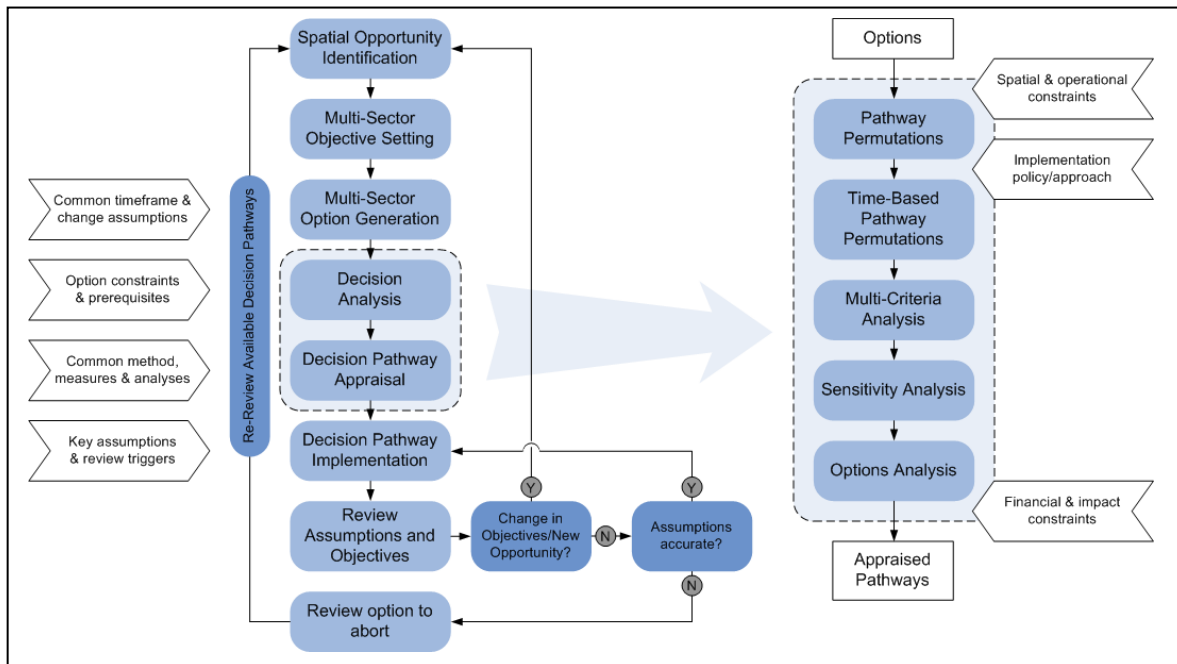 Spatial Opportunity
Identification
Multi-Sector
Objective Setting
Multi-Sector
Option Generation
Decision
Analysis
Decision Pathway
Appraisal
Decision Pathway
Implementation
Review
Assumptions and
Objectives
Change in
Objectives/New
Opportunity?
Y
N
Assumptions
accurate?
Y
N
Review option to
abort
Re-Review Available Decision Pathways
Common timeframe &
change assumptions
Option constraints
& prerequisites
Common method,
measures & analyses
Key assumptions
& review triggers
Options
Pathway
Permutations
Time-Based
Pathway
Permutations
Multi-Criteria
Analysis
Sensitivity Analysis
Options Analysis
Appraised
Pathways
Spatial & operational
constraints
Implementation
policy/approach
Financial & impact
constraints